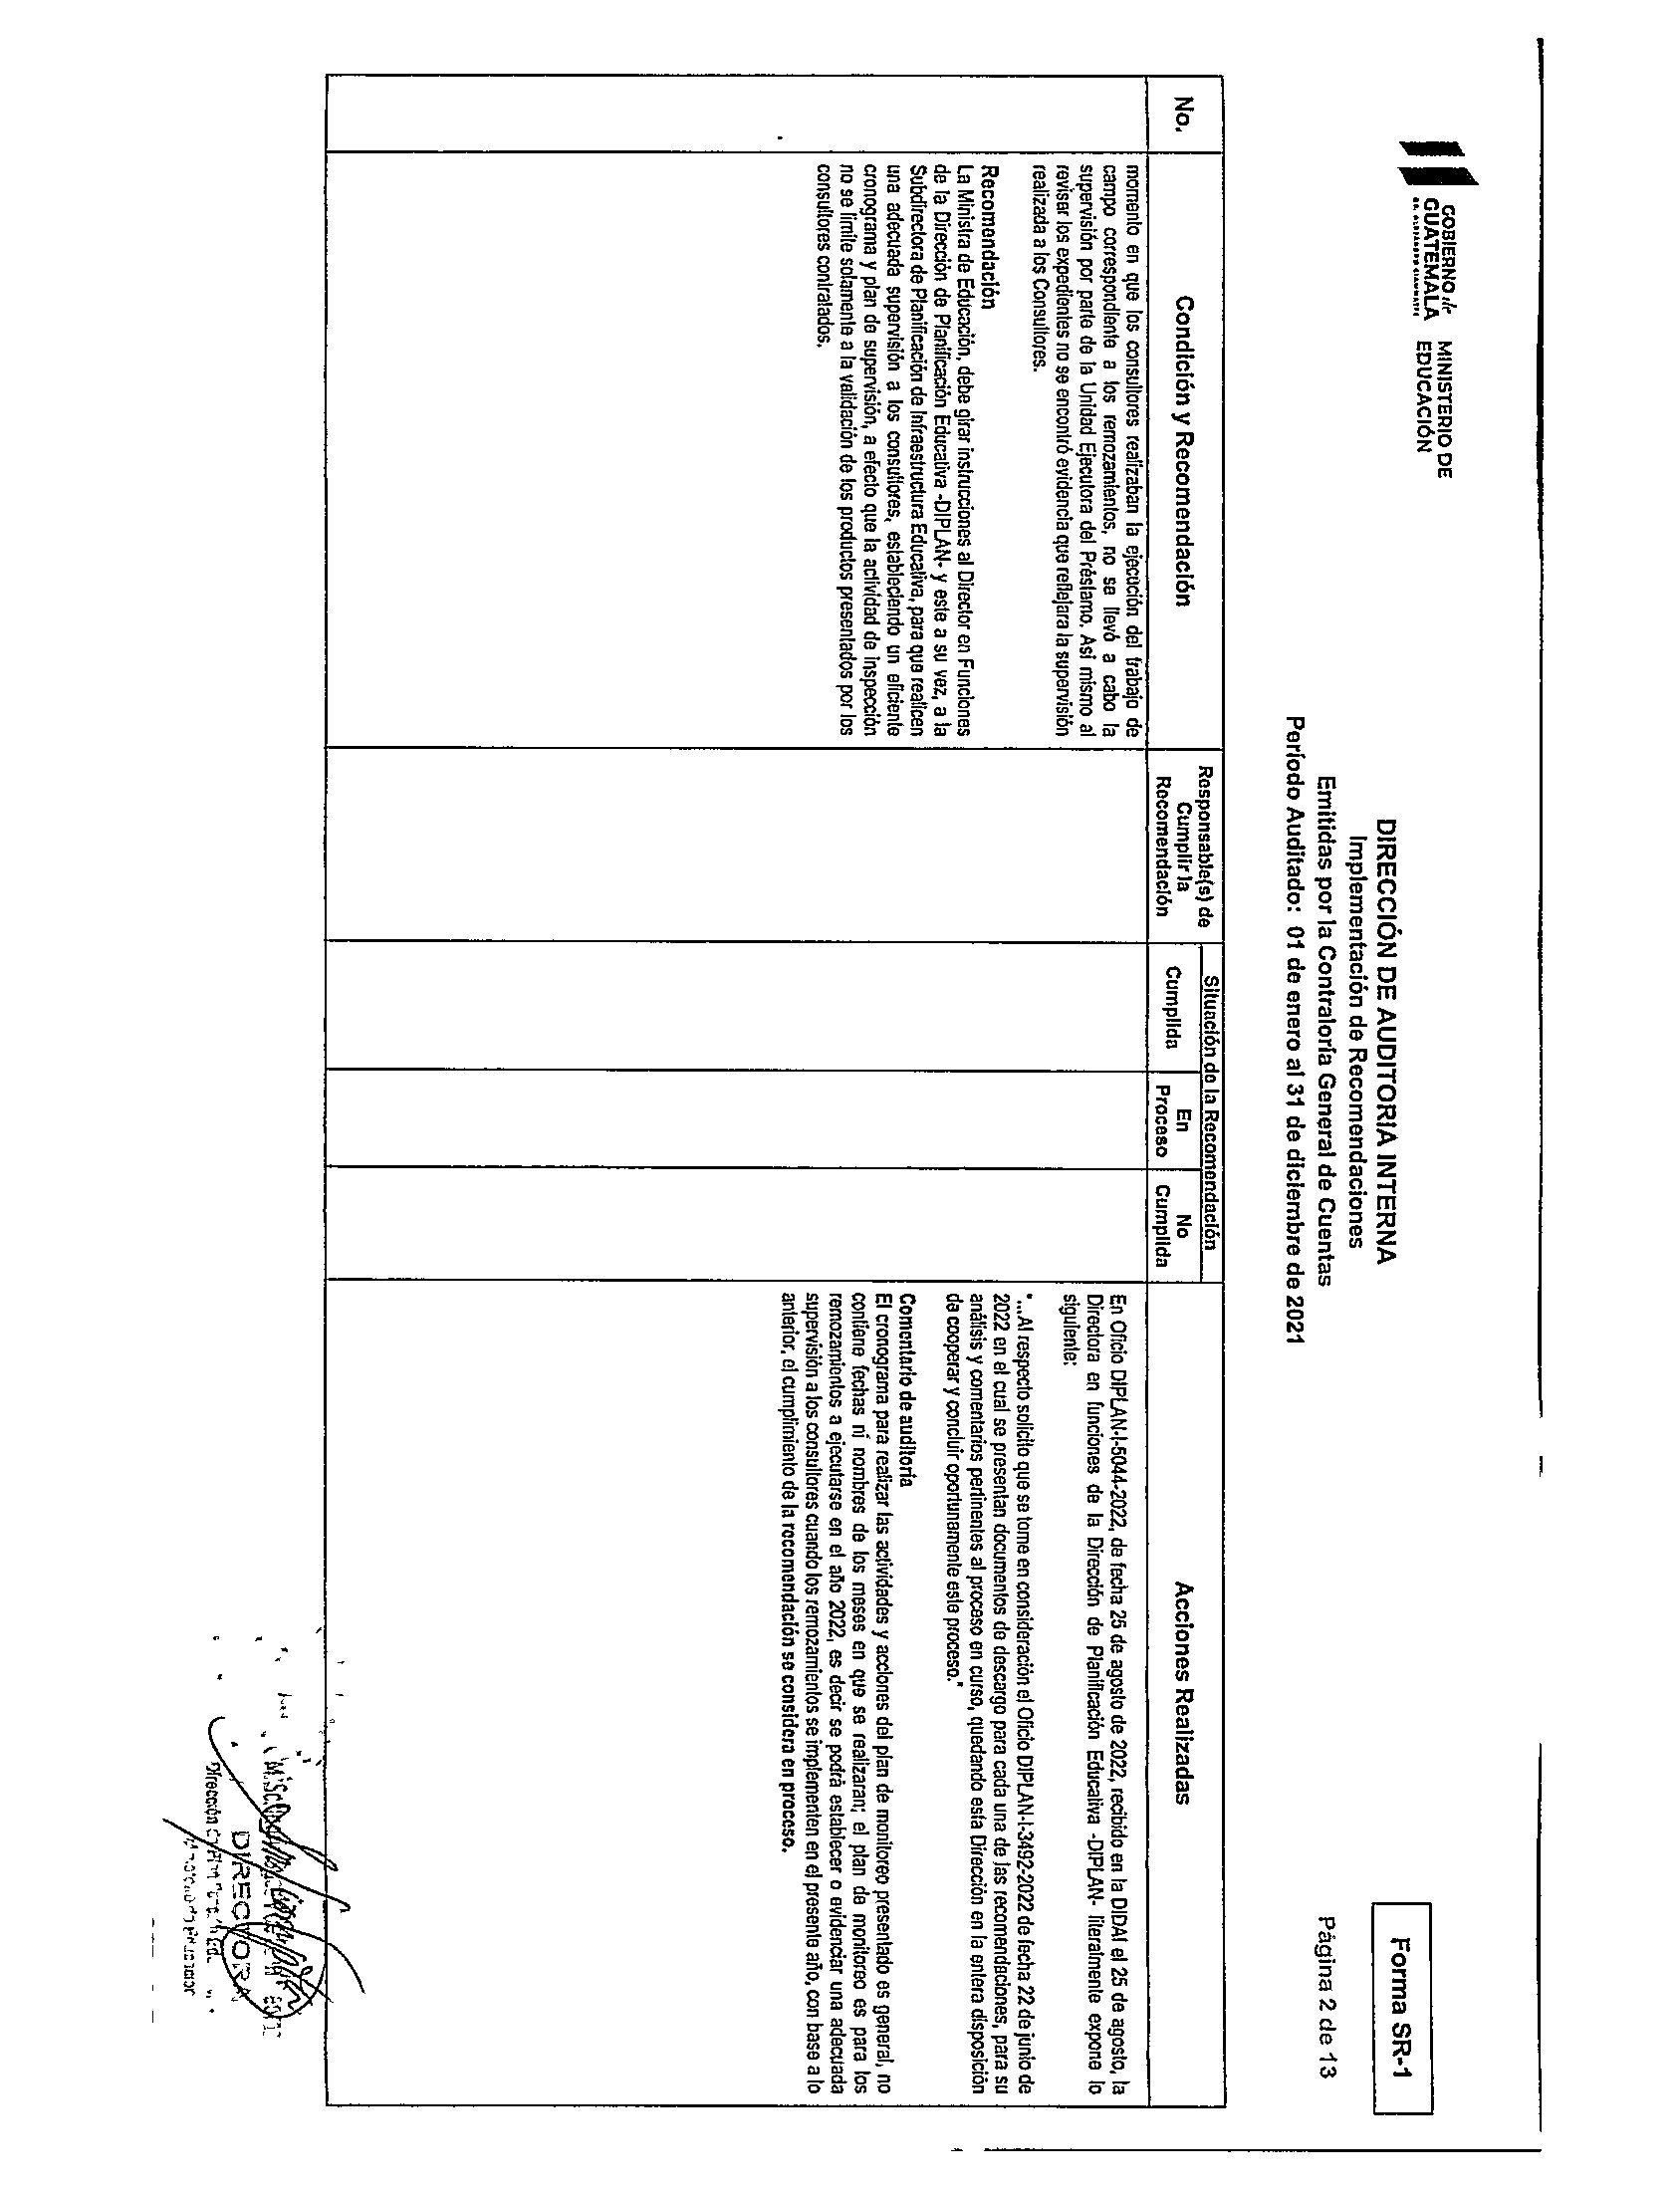 GOBIERNO de
GUATEMALA
MINISTERIO DE
EDUCACIÓN
DIRECCIÓN DE AUDITORIA INTERNA
Implementación de Recomendaciones
Emitidas por la Contraloría General de Cuentas
Período Auditado: 01 de enero al 31 de diciembre de 2021
Forma SR-1
Página 2 de 13
No.
Condición y Recomendación
Responsable(s) de
Cumplir la
Recomendación
Situación de la Recomendación
Cumplida
En
Proceso
No
Cumplida
Acciones Realizadas
momento en que los consultores realizaban la ejecución del trabajo de
campo correspondiente a los remozamientos, no se llevó a cabo la
supervisión por parte de la Unidad Ejecutora del Préstamo. Así mismo al
revisar los expedientes no se encontró evidencia que reflejara la supervisión
realizada a los Consultores.
Recomendación
La Ministra de Educación, debe girar instrucciones al Director en Funciones
de la Dirección de Planificación Educativa -DIPLAN- y este a su vez, a la
Subdirectora de Planificación de Infraestructura Educativa, para que realicen
una adecuada supervisión a los consultores, estableciendo un eficiente
cronograma y plan de supervisión, a efecto que la actividad de inspección
no se limite solamente a la validación de los productos presentados por los
consultores contratados.
En Oficio DIPLAN-I-5044-2022, de fecha 25 de agosto de 2022, recibido en la DIDAI el 25 de agosto, la
Directora en funciones de la Dirección de Planificación Educativa -DIPLAN- literalmente expone lo
siguiente:
"...Al respecto solicito que se tome en consideración el Oficio DIPLAN-I-3492-2022 de fecha 22 de junio de
2022 en el cual se presentan documentos de descargo para cada una de las recomendaciones, para su
análisis y comentarios pertinentes al proceso en curso, quedando esta Dirección en la entera disposición
de cooperar y concluir oportunamente este proceso."
Comentario de auditoría
El cronograma para realizar las actividades y acciones del plan de monitoreo presentado es general, no
contiene fechas ni nombres de los meses en que se realizaran; el plan de monitoreo es para los
remozamientos a ejecutarse en el año 2022, es decir se podrá establecer o evidenciar una adecuada
supervisión a los consultores cuando los remozamientos se implementen en el presente año, con base a lo
anterior, el cumplimiento de la recomendación se considera en proceso.
M.Sc.
DIRECTORA
Dirección